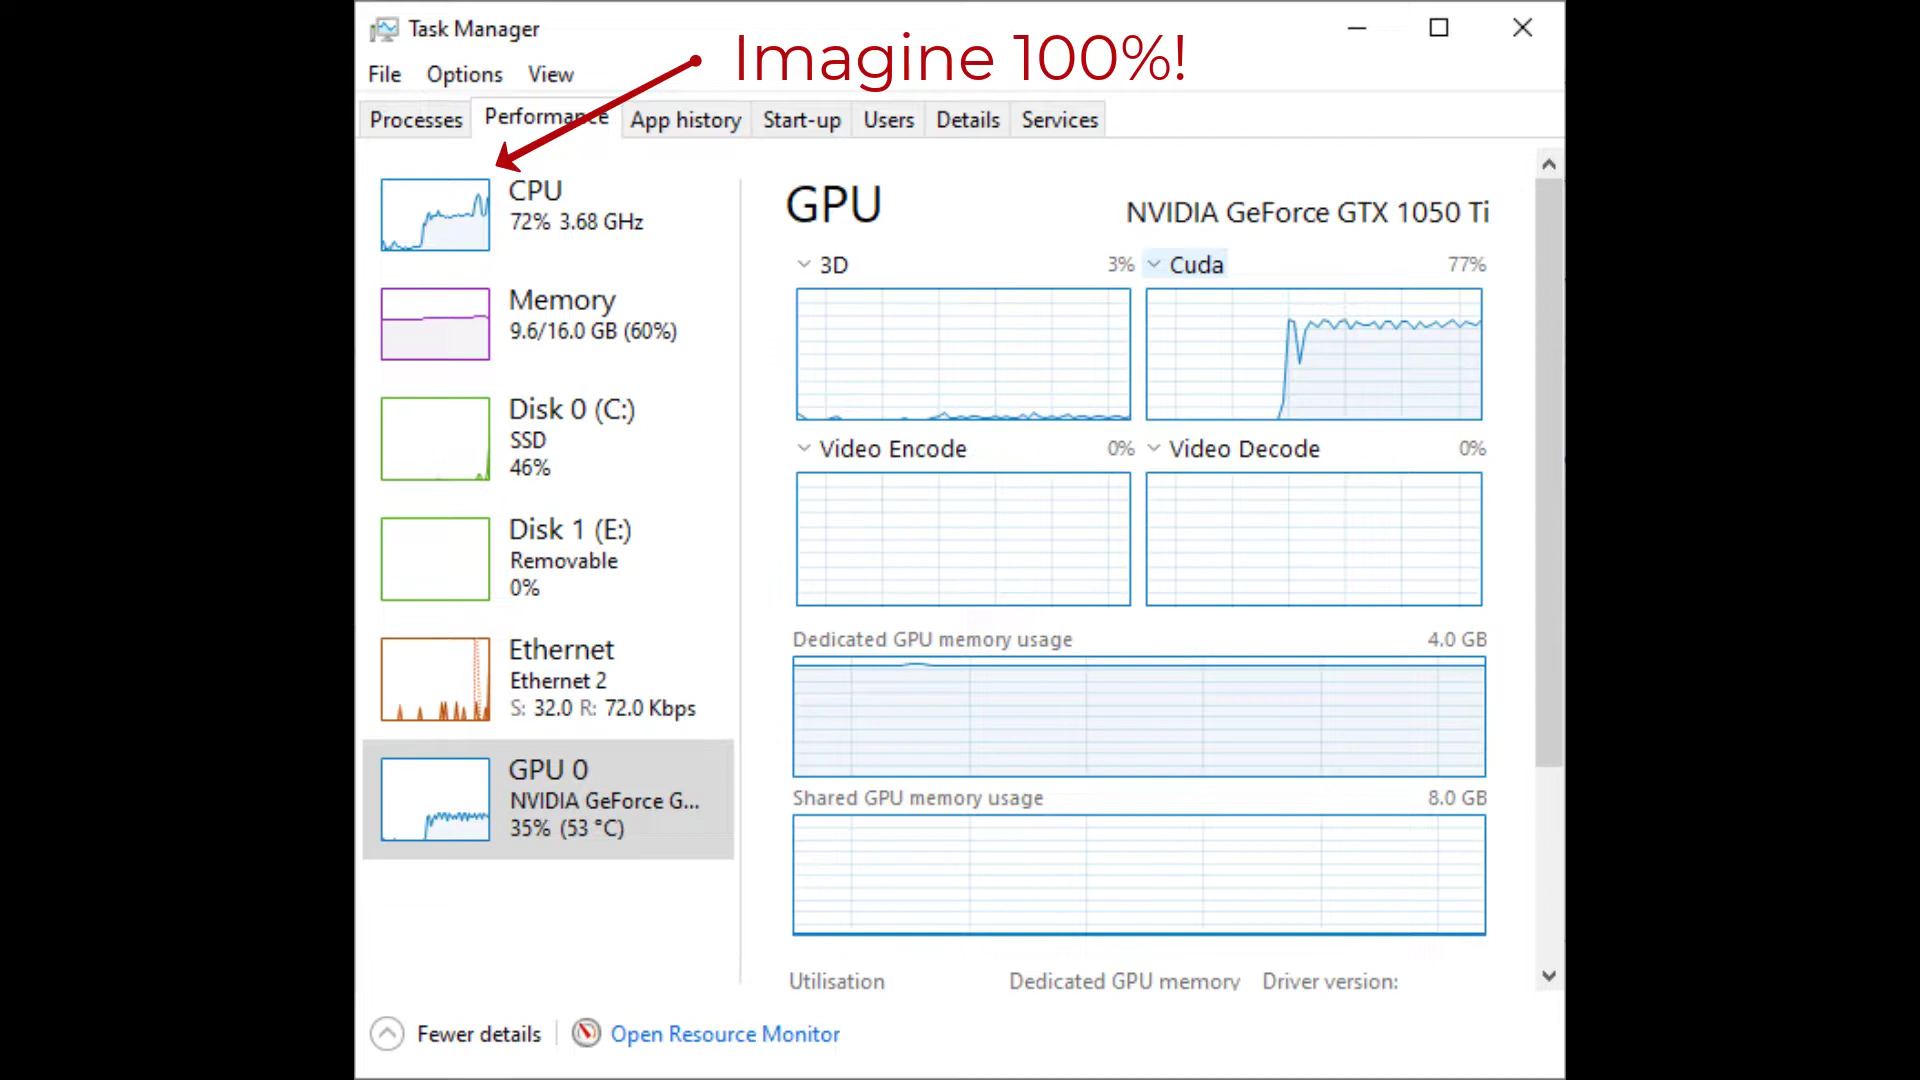 Task Manager
Imagine 100%!
File Options View
Processes Performance App history Start-up Users Details Services
CPU
72% 3.68 GHz
Memory
9.6/16.0 GB (60%)
Disk 0 (C:)
SSD
46%
Disk 1 (E:)
Removable
0%
Ethernet
Ethernet 2
S: 32.0 R: 72.0 Kbps
GPU 0
NVIDIA GeForce G...
35% (53 °C)
GPU NVIDIA GeForce GTX 1050 Ti
3D 3% Cuda 77%
Video Encode 0% Video Decode 0%
Dedicated GPU memory usage 4.0 GB
Shared GPU memory usage 8.0 GB
Utilisation Dedicated GPU memory Driver version:
Fewer details Open Resource Monitor